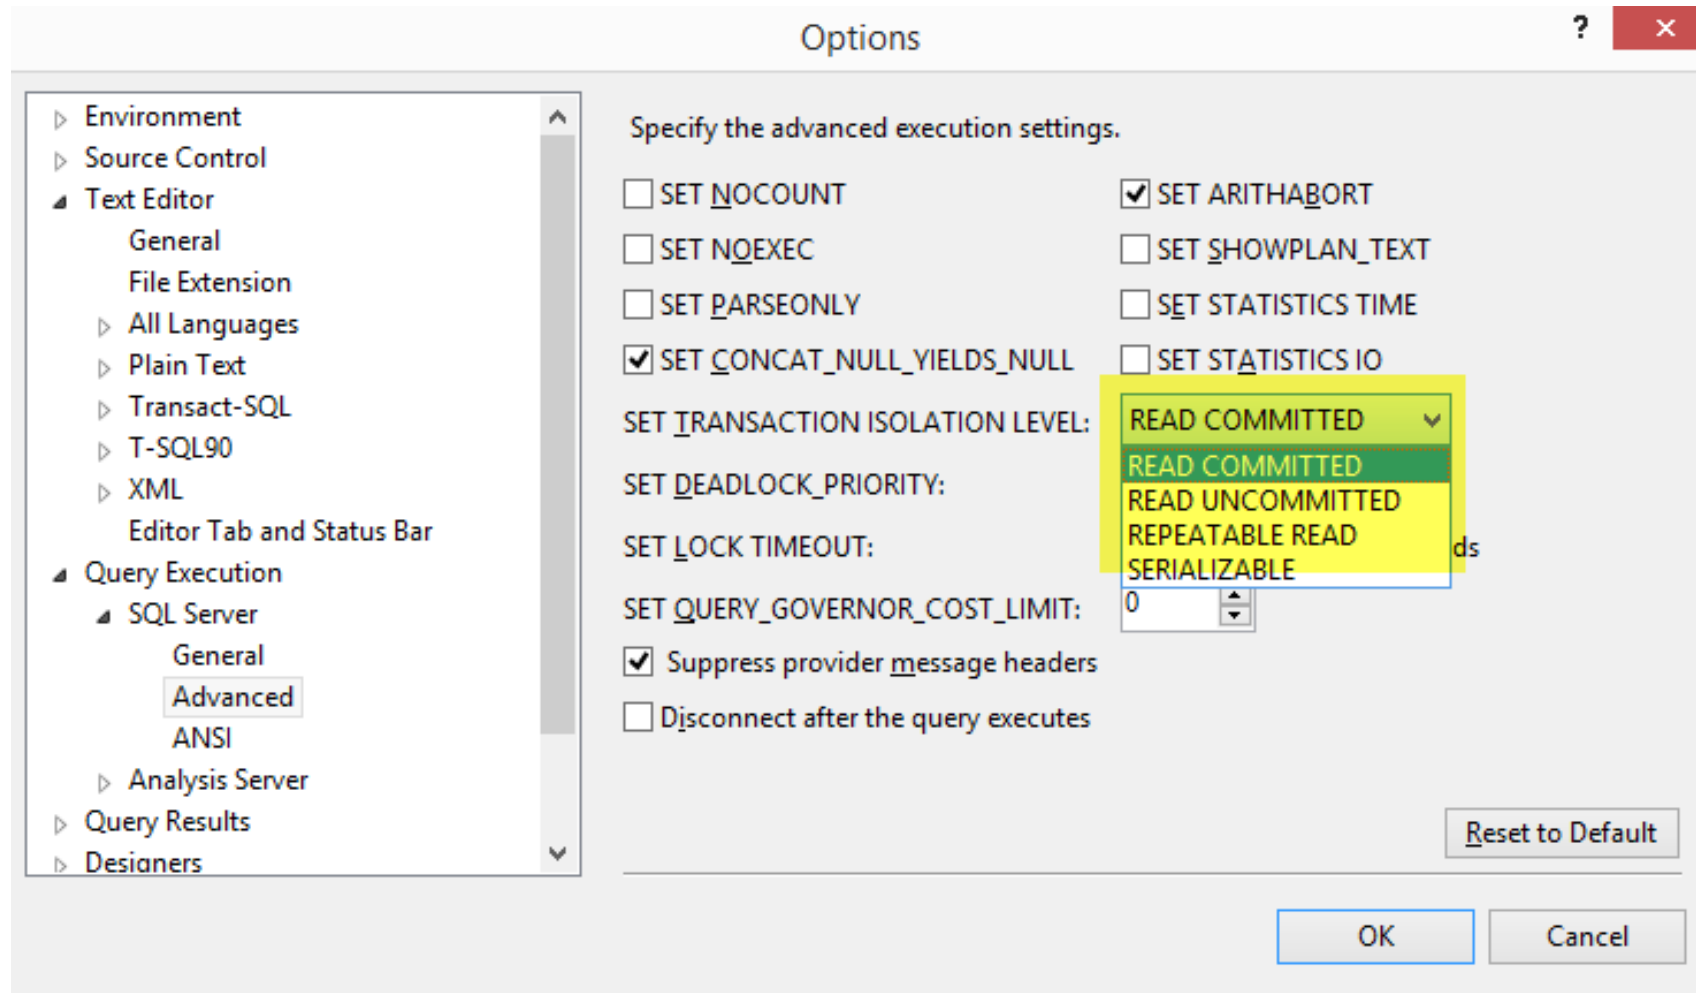 Options
?
Environment
Source Control
Text Editor
General
File Extension
All Languages
Plain Text
Transact-SQL
T-SQL90
XML
Editor Tab and Status Bar
Query Execution
SQL Server
General
Advanced
ANSI
Analysis Server
Query Results
Designers
Specify the advanced execution settings.
SET NOCOUNT
SET ARITHABORT
SET NOEXEC
SET SHOWPLAN_TEXT
SET PARSEONLY
SET STATISTICS TIME
SET CONCAT_NULL_YIELDS_NULL
SET STATISTICS IO
SET TRANSACTION ISOLATION LEVEL:
READ COMMITTED
READ COMMITTED
READ UNCOMMITTED
REPEATABLE READ
SERIALIZABLE
SET DEADLOCK_PRIORITY:
SET LOCK TIMEOUT:
ds
SET QUERY_GOVERNOR_COST_LIMIT:
0
Suppress provider message headers
Disconnect after the query executes
Reset to Default
OK
Cancel